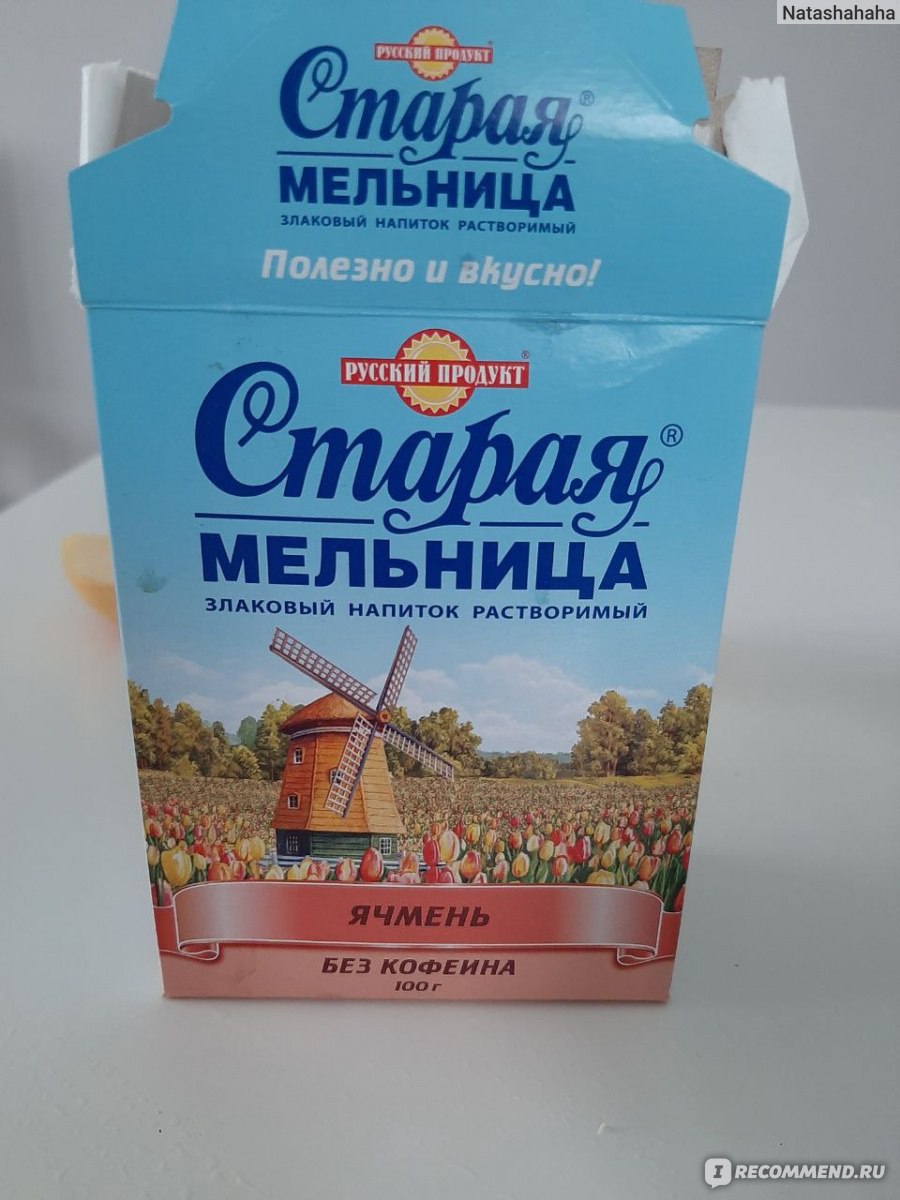 Natashahaha
РУССКИЙ ПРОДУКТ
Старая®
МЕЛЬНИЦА
ЗЛАКОВЫЙ НАПИТОК РАСТВОРИМЫЙ
Полезно и вкусно!
РУССКИЙ ПРОДУКТ®
Старая®
МЕЛЬНИЦА
ЗЛАКОВЫЙ НАПИТОК РАСТВОРИМЫЙ
ЯЧМЕНЬ
БЕЗ КОФЕИНА
100 г
IRECOMMEND.RU